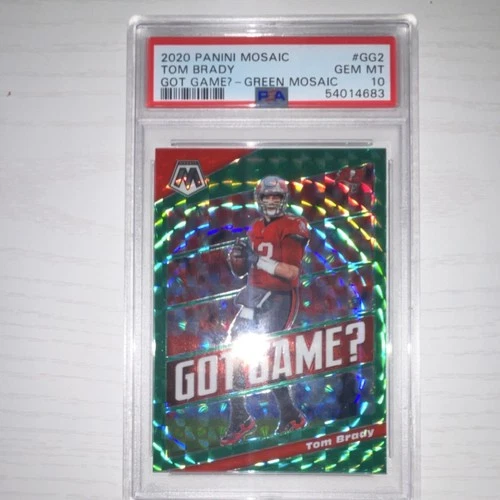 2020 PANINI MOSAIC #GG2
TOM BRADY GEM MT
GOT GAME?-GREEN MOSAIC 10
PSA 54014683
M
GOT GAME?
Tom Brady